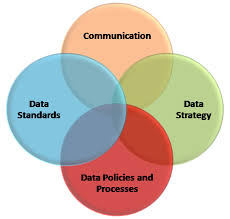 Communication
Data
Standards
Data
Strategy
Data Policies and
Processes